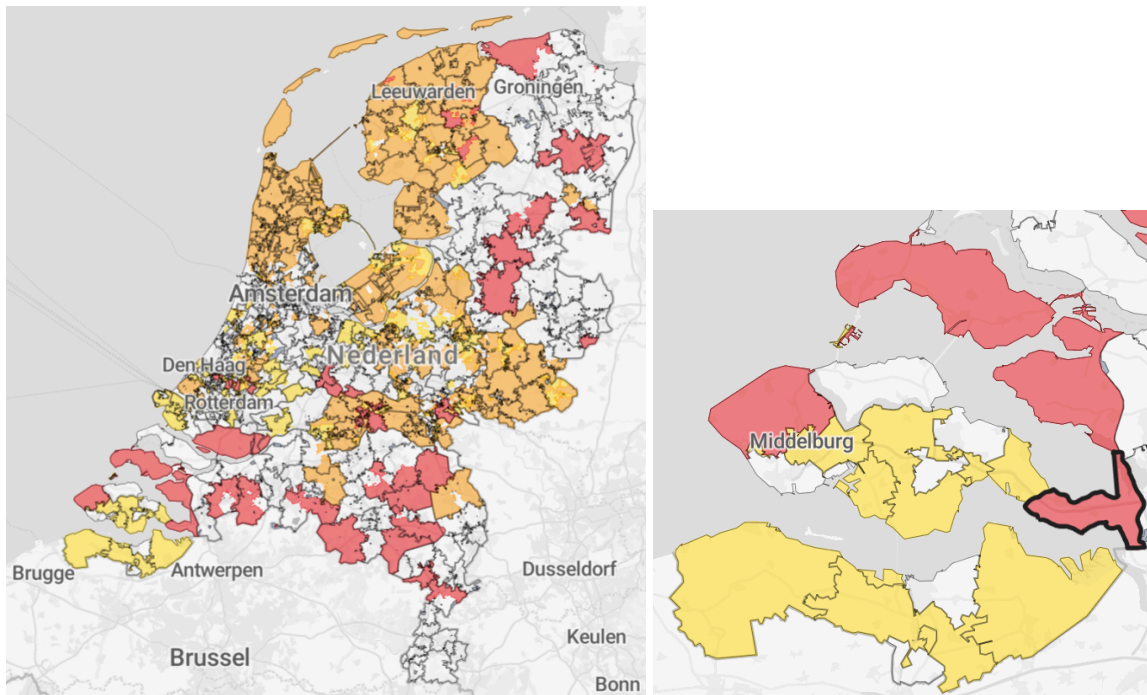 Leeuwarden
Groningen
Amsterdam
Nederland
Den Haag
Rotterdam
Brugge
Antwerpen
Dusseldorf
Keulen
Brussel
Bonn
Middelburg